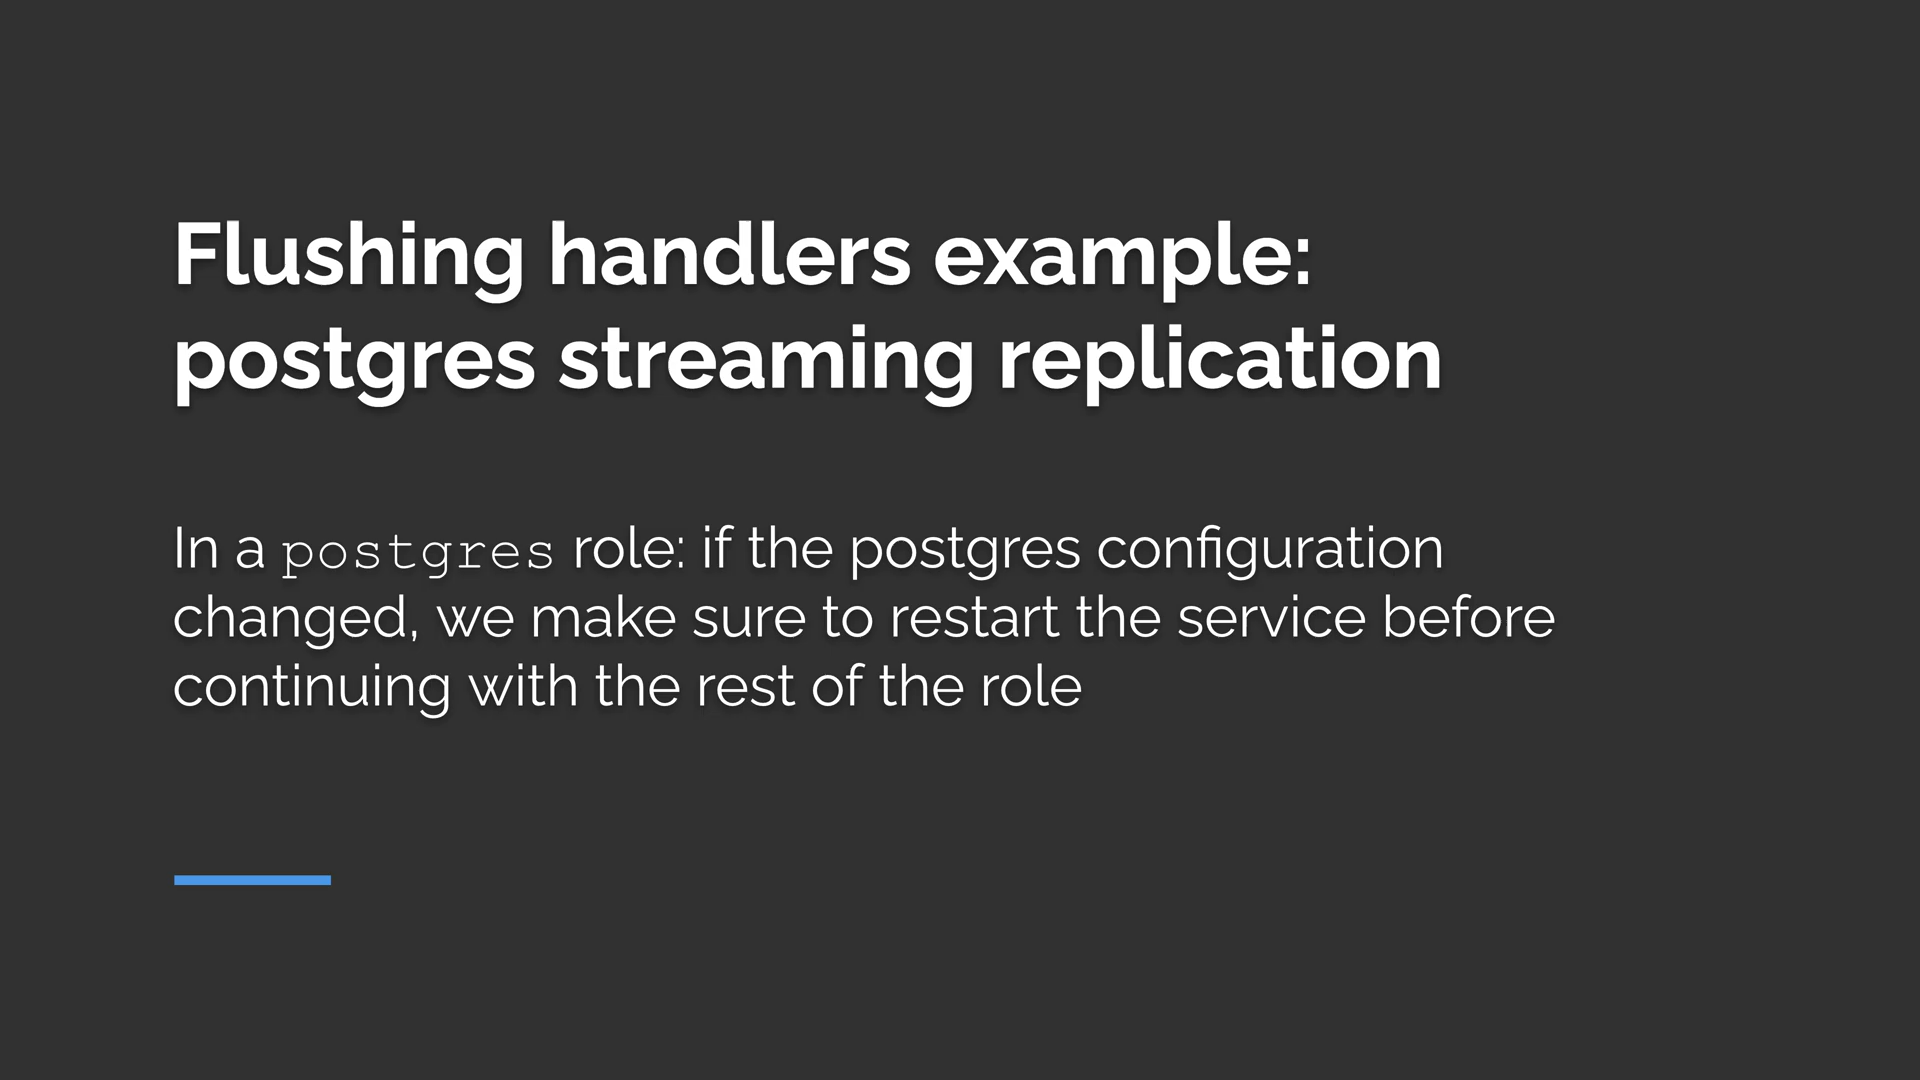 Flushing handlers example:
postgres streaming replication
In a postgres role: if the postgres configuration
changed, we make sure to restart the service before
continuing with the rest of the role